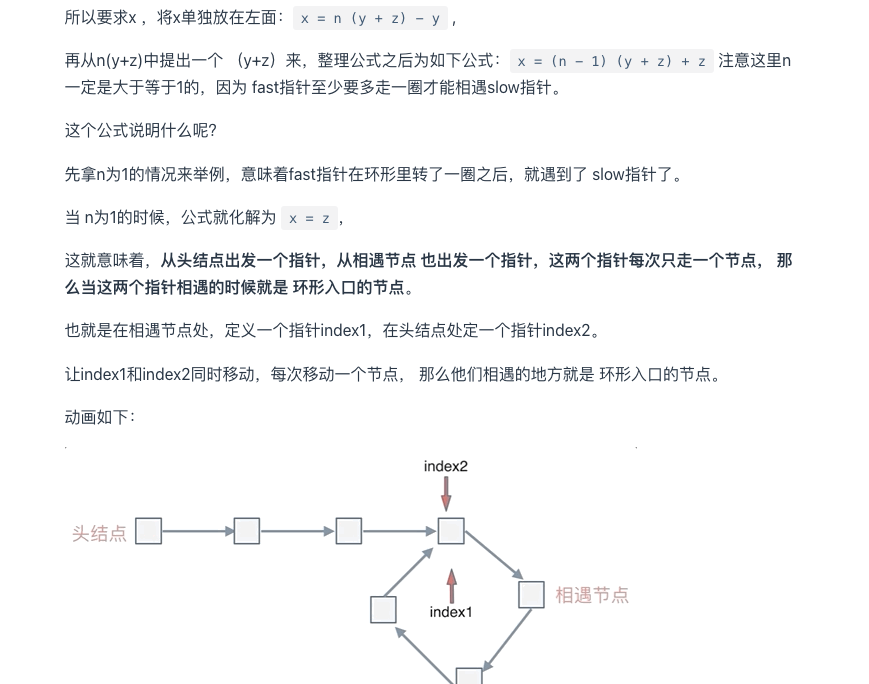 所以要求x ，将x单独放在左面： x = n (y + z) - y ，
再从n(y+z)中提出一个 （y+z）来，整理公式之后为如下公式： x = (n - 1) (y + z) + z 注意这里n
一定是大于等于1的，因为 fast指针至少要多走一圈才能相遇slow指针。
这个公式说明什么呢?
先拿n为1的情况来举例，意味着fast指针在环形里转了一圈之后，就遇到了 slow指针了。
当 n为1的时候，公式就化解为 x = z ，
这就意味着，从头结点出发一个指针，从相遇节点 也出发一个指针，这两个指针每次只走一个节点， 那
么当这两个指针相遇的时候就是 环形入口的节点。
也就是在相遇节点处，定义一个指针index1，在头结点处定一个指针index2。
让index1和index2同时移动，每次移动一个节点， 那么他们相遇的地方就是 环形入口的节点。
动画如下：
index2
头结点
相遇节点
index1